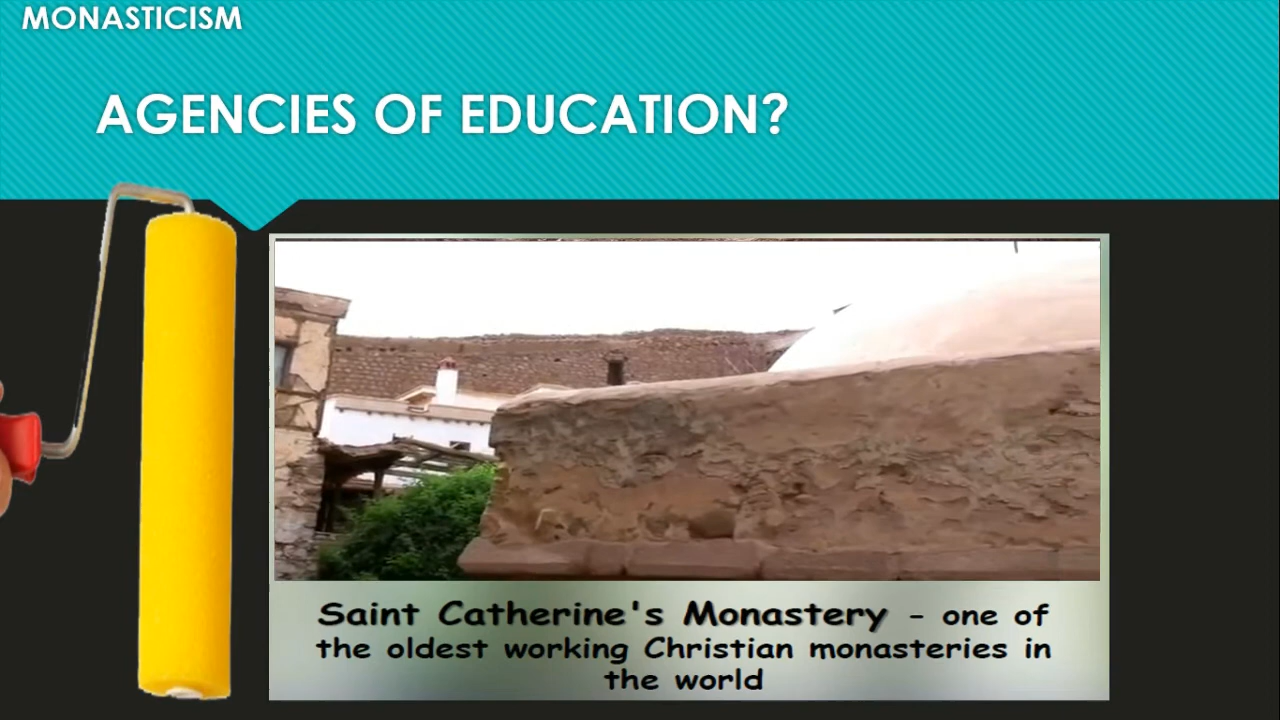 MONASTICISM
AGENCIES OF EDUCATION?
Saint Catherine's Monastery - one of
the oldest working Christian monasteries in
the world